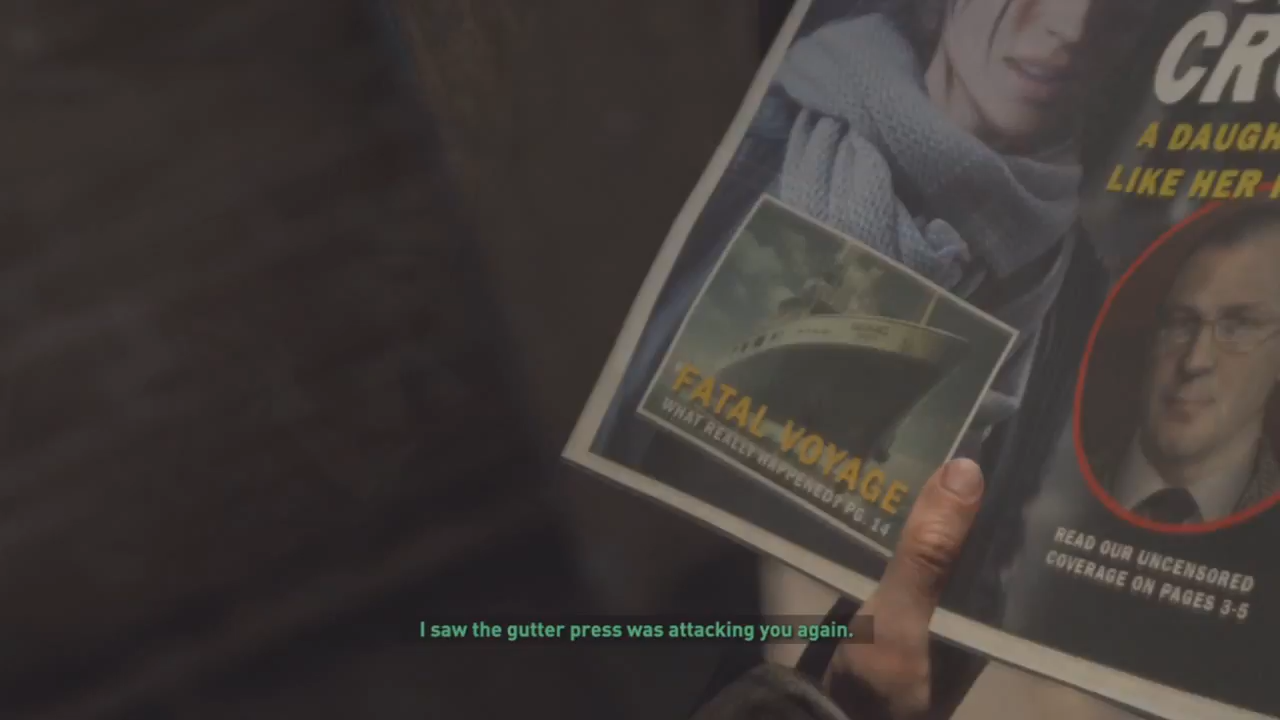 CR
A DAUGH
LIKE HER
FATAL VOYAGE
WHAT REALLY HAPPENED? PG. 14
READ OUR UNCENSORED
COVERAGE ON PAGES 3-5
I saw the gutter press was attacking you again.